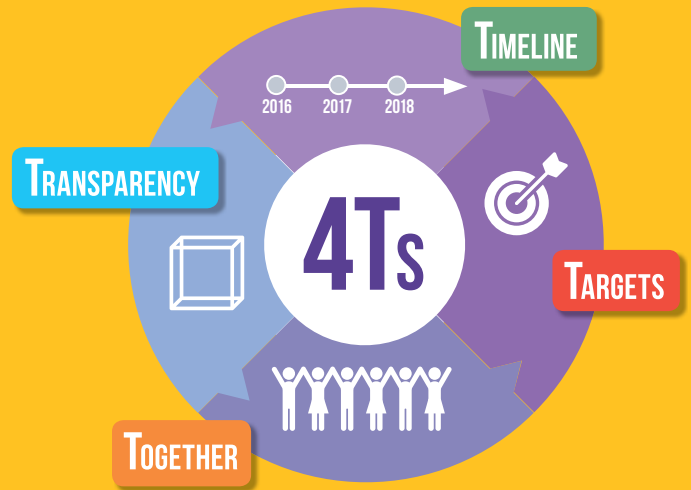 TIMELINE
2016 2017 2018
TRANSPARENCY
4Ts
TARGETS
TOGETHER